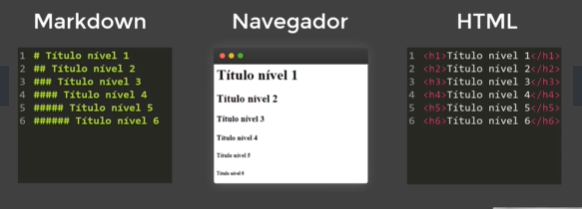 Markdown
1 # Título nível 1
2 ## Título nível 2
3 ### Título nível 3
4 #### Título nível 4
5 ##### Título nível 5
6 ###### Título nível 6
Navegador
Título nível 1
Título nível 2
Título nível 3
Título nível 4
Título nível 5
Título nível 6
HTML
1 <h1>Título nível 1</h1>
2 <h2>Título nível 2</h2>
3 <h3>Título nível 3</h3>
4 <h4>Título nível 4</h4>
5 <h5>Título nível 5</h5>
6 <h6>Título nível 6</h6>